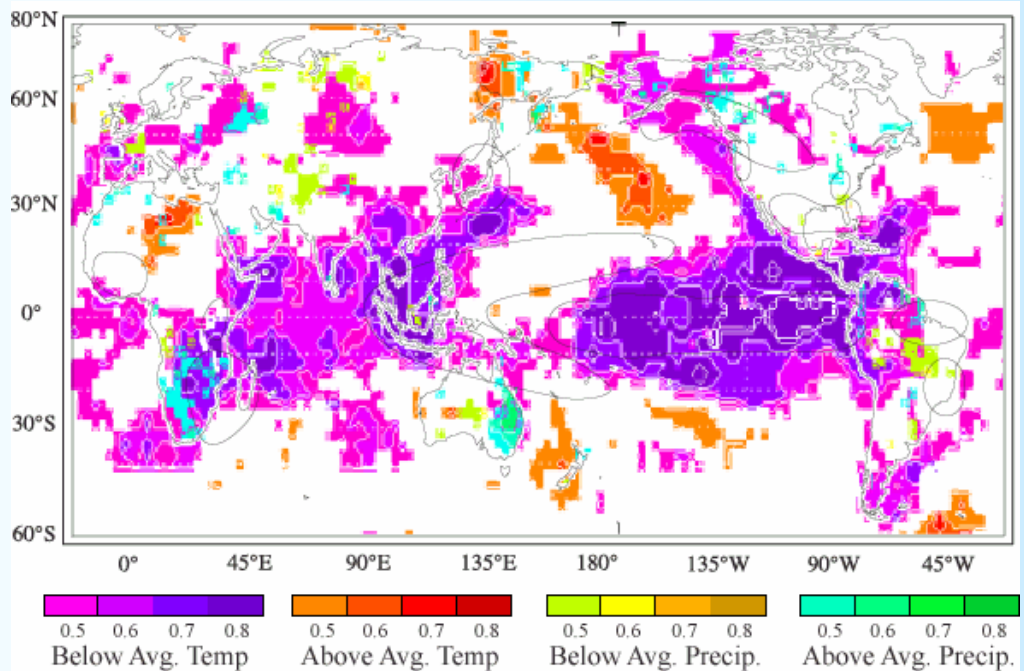 80°N
60°N
30°N
0°
30°S
60°S
0° 45°E 90°E 135°E 180° 135°W 90°W 45°W
0.5 0.6 0.7 0.8 0.5 0.6 0.7 0.8 0.5 0.6 0.7 0.8 0.5 0.6 0.7 0.8
Below Avg. Temp Above Avg. Temp Below Avg. Precip. Above Avg. Precip.